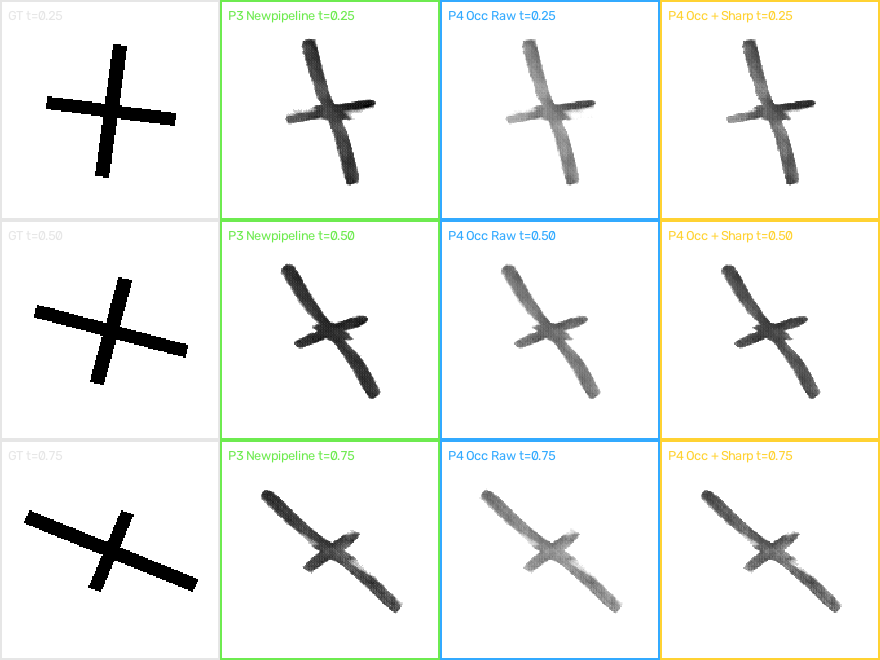 GT t=0.25
P3 Newpipeline t=0.25
P4 Occ Raw t=0.25
P4 Occ + Sharp t=0.25
GT t=0.50
P3 Newpipeline t=0.50
P4 Occ Raw t=0.50
P4 Occ + Sharp t=0.50
GT t=0.75
P3 Newpipeline t=0.75
P4 Occ Raw t=0.75
P4 Occ + Sharp t=0.75